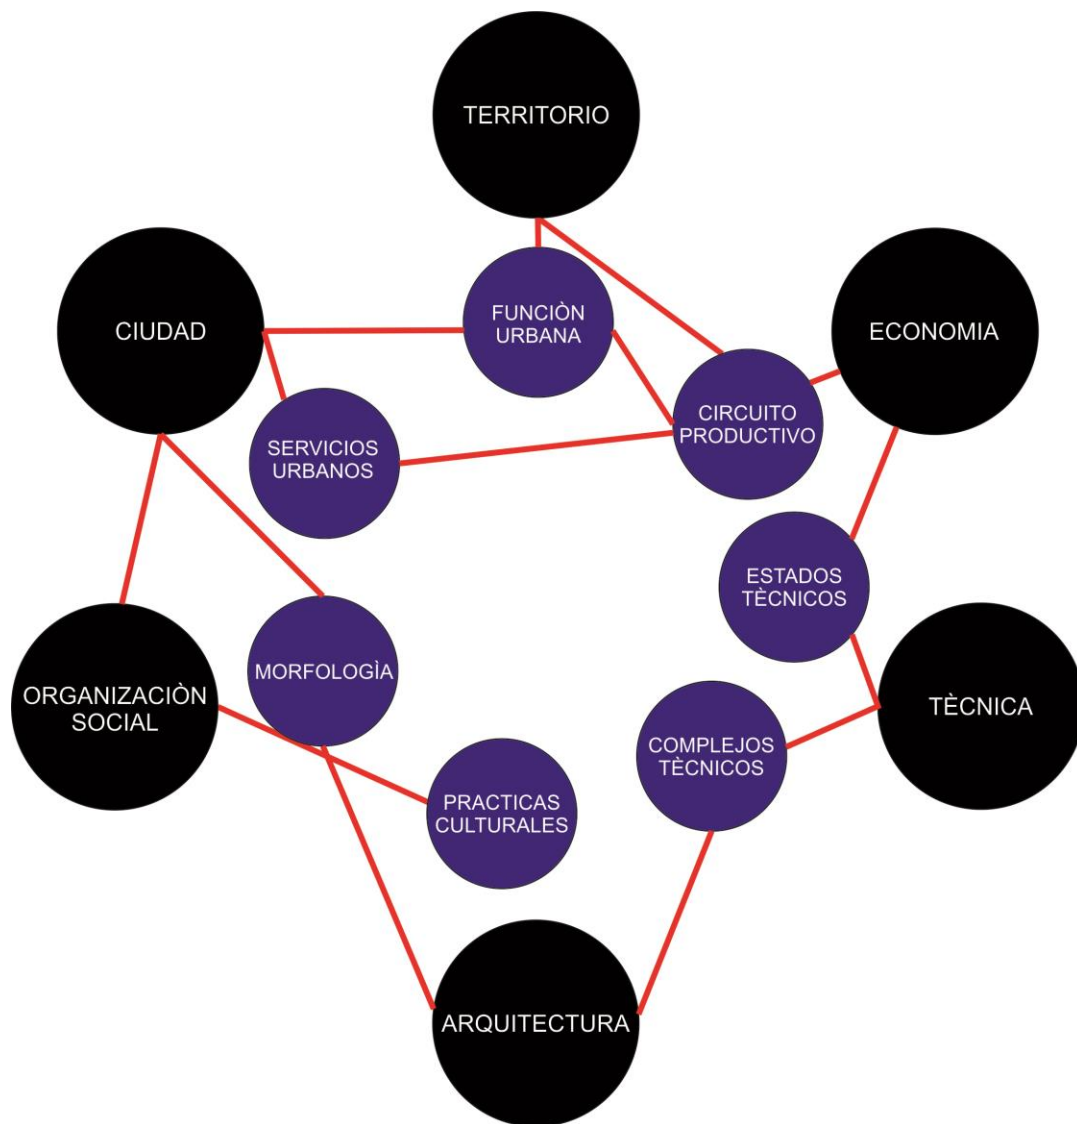 TERRITORIO
CIUDAD
FUNCIÒN
URBANA
ECONOMIA
CIRCUITO
PRODUCTIVO
SERVICIOS
URBANOS
ESTADOS
TÈCNICOS
MORFOLOGÌA
ORGANIZACIÒN
SOCIAL
TÈCNICA
COMPLEJOS
TÈCNICOS
PRACTICAS
CULTURALES
ARQUITECTURA